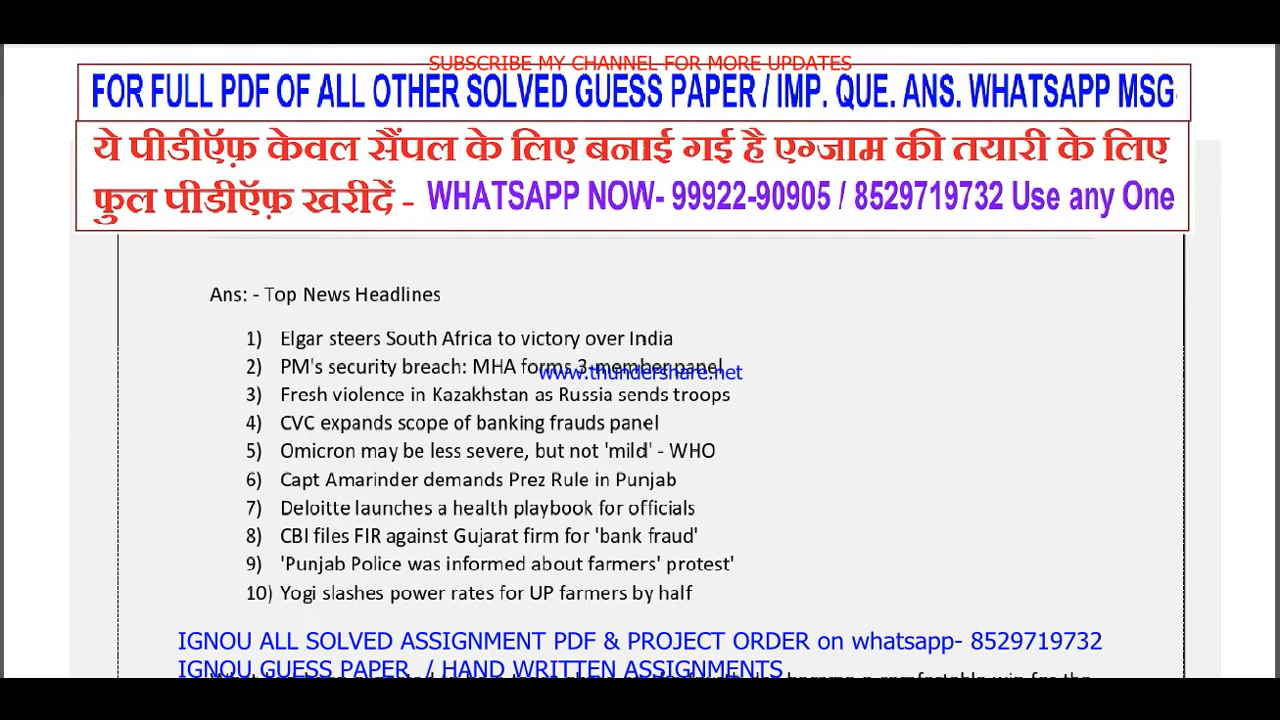 SUBSCRIBE MY CHANNEL FOR MORE UPDATES
FOR FULL PDF OF ALL OTHER SOLVED GUESS PAPER / IMP. QUE. ANS. WHATSAPP MSG
ये पीडीऍफ़ केवल सैंपल के लिए बनाई गई है एग्जाम की तयारी के लिए
फुल पीडीऍफ़ खरीदें - WHATSAPP NOW- 99922-90905 / 8529719732 Use any One
Ans: - Top News Headlines
1) Elgar steers South Africa to victory over India
2) PM's security breach: MHA forms 3-member panel
www.thundershare.net
3) Fresh violence in Kazakhstan as Russia sends troops
4) CVC expands scope of banking frauds panel
5) Omicron may be less severe, but not 'mild' - WHO
6) Capt Amarinder demands Prez Rule in Punjab
7) Deloitte launches a health playbook for officials
8) CBI files FIR against Gujarat firm for 'bank fraud'
9) 'Punjab Police was informed about farmers' protest'
10) Yogi slashes power rates for UP farmers by half
IGNOU ALL SOLVED ASSIGNMENT PDF & PROJECT ORDER on whatsapp- 8529719732
IGNOU GUESS PAPER / HAND WRITTEN ASSIGNMENTS